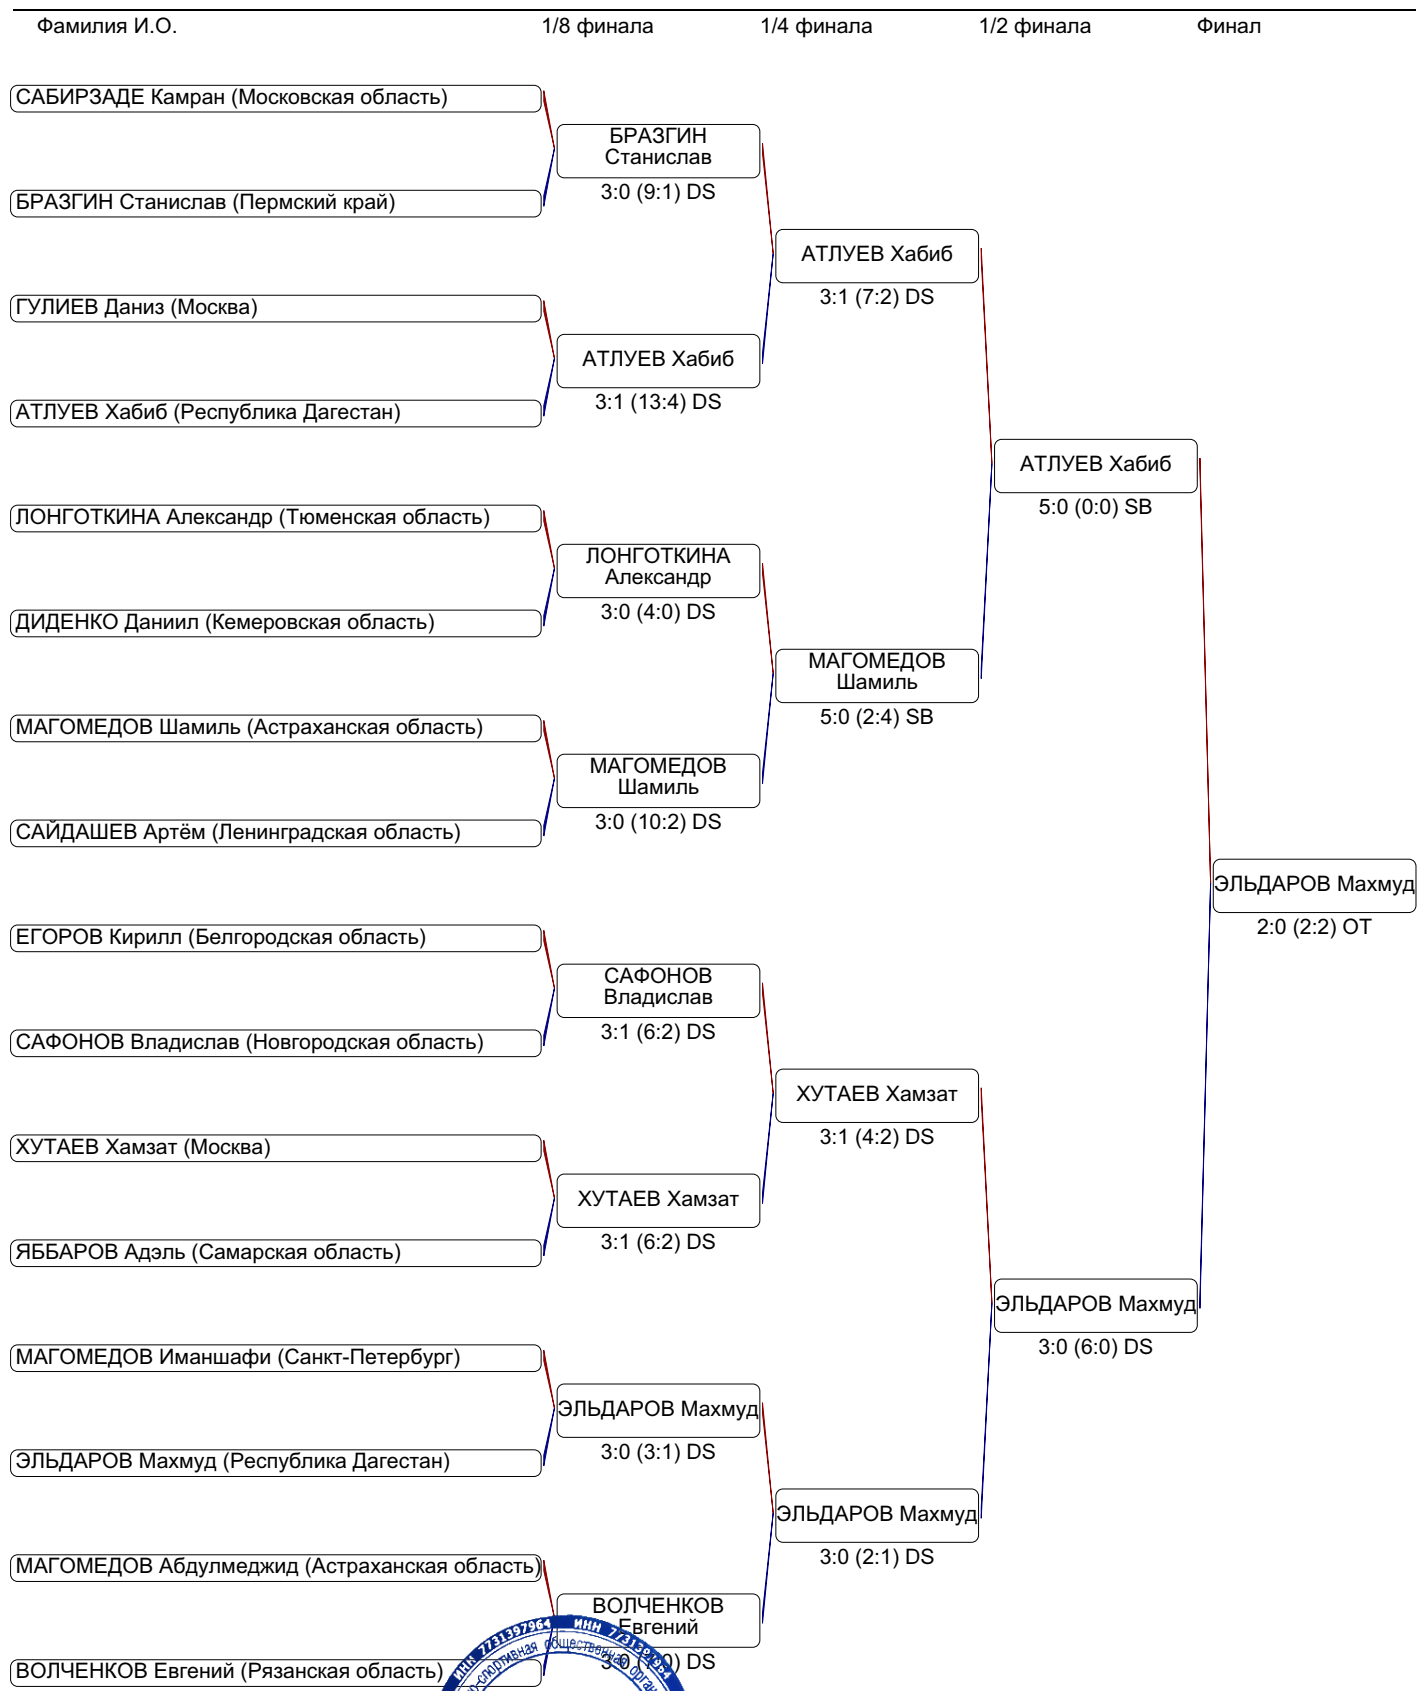 Фамилия И.О. 1/8 финала 1/4 финала 1/2 финала Финал
САБИРЗАДЕ Камран (Московская область)
БРАЗГИН
Станислав
3:0 (9:1) DS
БРАЗГИН Станислав (Пермский край)
АТЛУЕВ Хабиб
3:1 (7:2) DS
ГУЛИЕВ Даниз (Москва)
АТЛУЕВ Хабиб
3:1 (13:4) DS
АТЛУЕВ Хабиб (Республика Дагестан)
АТЛУЕВ Хабиб
5:0 (0:0) SB
ЛОНГОТКИНА Александр (Тюменская область)
ЛОНГОТКИНА
Александр
3:0 (4:0) DS
ДИДЕНКО Даниил (Кемеровская область)
МАГОМЕДОВ
Шамиль
5:0 (2:4) SB
МАГОМЕДОВ Шамиль (Астраханская область)
МАГОМЕДОВ
Шамиль
3:0 (10:2) DS
САЙДАШЕВ Артём (Ленинградская область)
ЭЛЬДАРОВ Махмуд
2:0 (2:2) OT
ЕГОРОВ Кирилл (Белгородская область)
САФОНОВ
Владислав
3:1 (6:2) DS
САФОНОВ Владислав (Новгородская область)
ХУТАЕВ Хамзат
3:1 (4:2) DS
ХУТАЕВ Хамзат (Москва)
ХУТАЕВ Хамзат
3:1 (6:2) DS
ЯББАРОВ Адэль (Самарская область)
ЭЛЬДАРОВ Махмуд
3:0 (6:0) DS
МАГОМЕДОВ Иманшафи (Санкт-Петербург)
ЭЛЬДАРОВ Махмуд
3:0 (3:1) DS
ЭЛЬДАРОВ Махмуд (Республика Дагестан)
ЭЛЬДАРОВ Махмуд
3:0 (2:1) DS
МАГОМЕДОВ Абдулмеджид (Астраханская область)
ВОЛЧЕНКОВ
Евгений
DS
ВОЛЧЕНКОВ Евгений (Рязанская область)
ИНН 7731397964 ИНН 7731397964
общественная